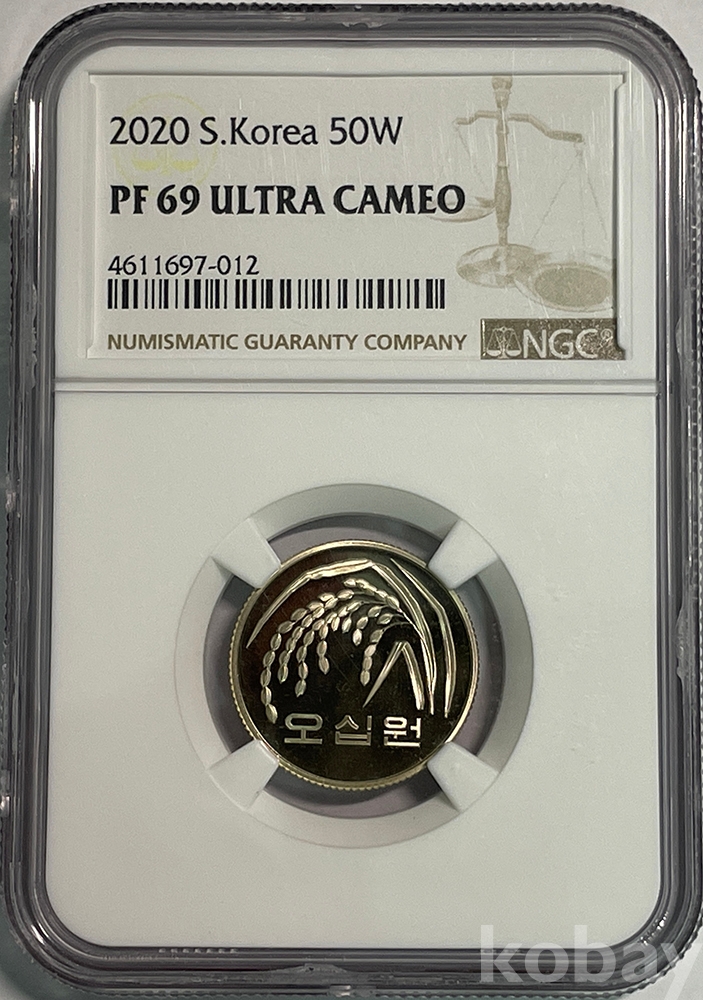 2020 S.Korea 50W
PF 69 ULTRA CAMEO
4611697-012
NUMISMATIC GUARANTY COMPANY
NGC®
오십원
kobay